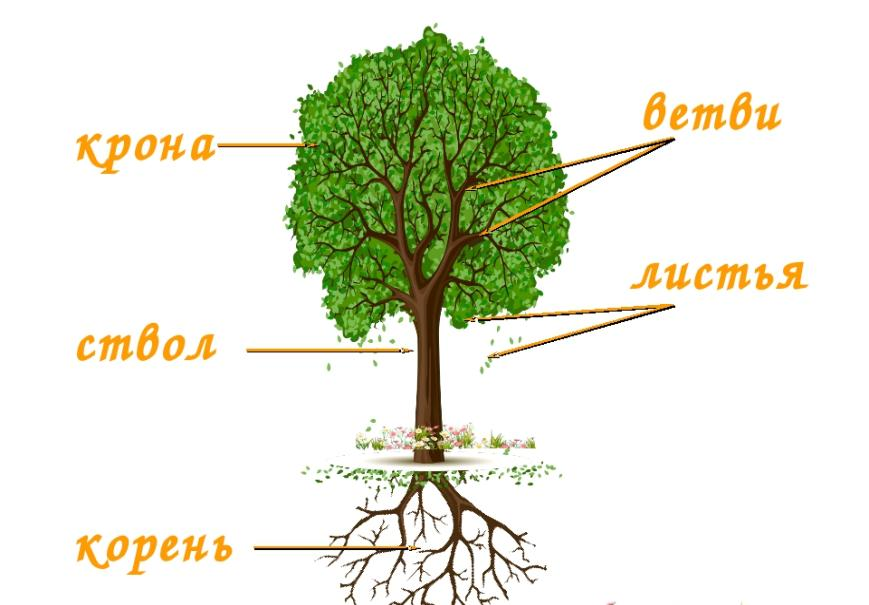 крона
ветви
листья
ствол
корень